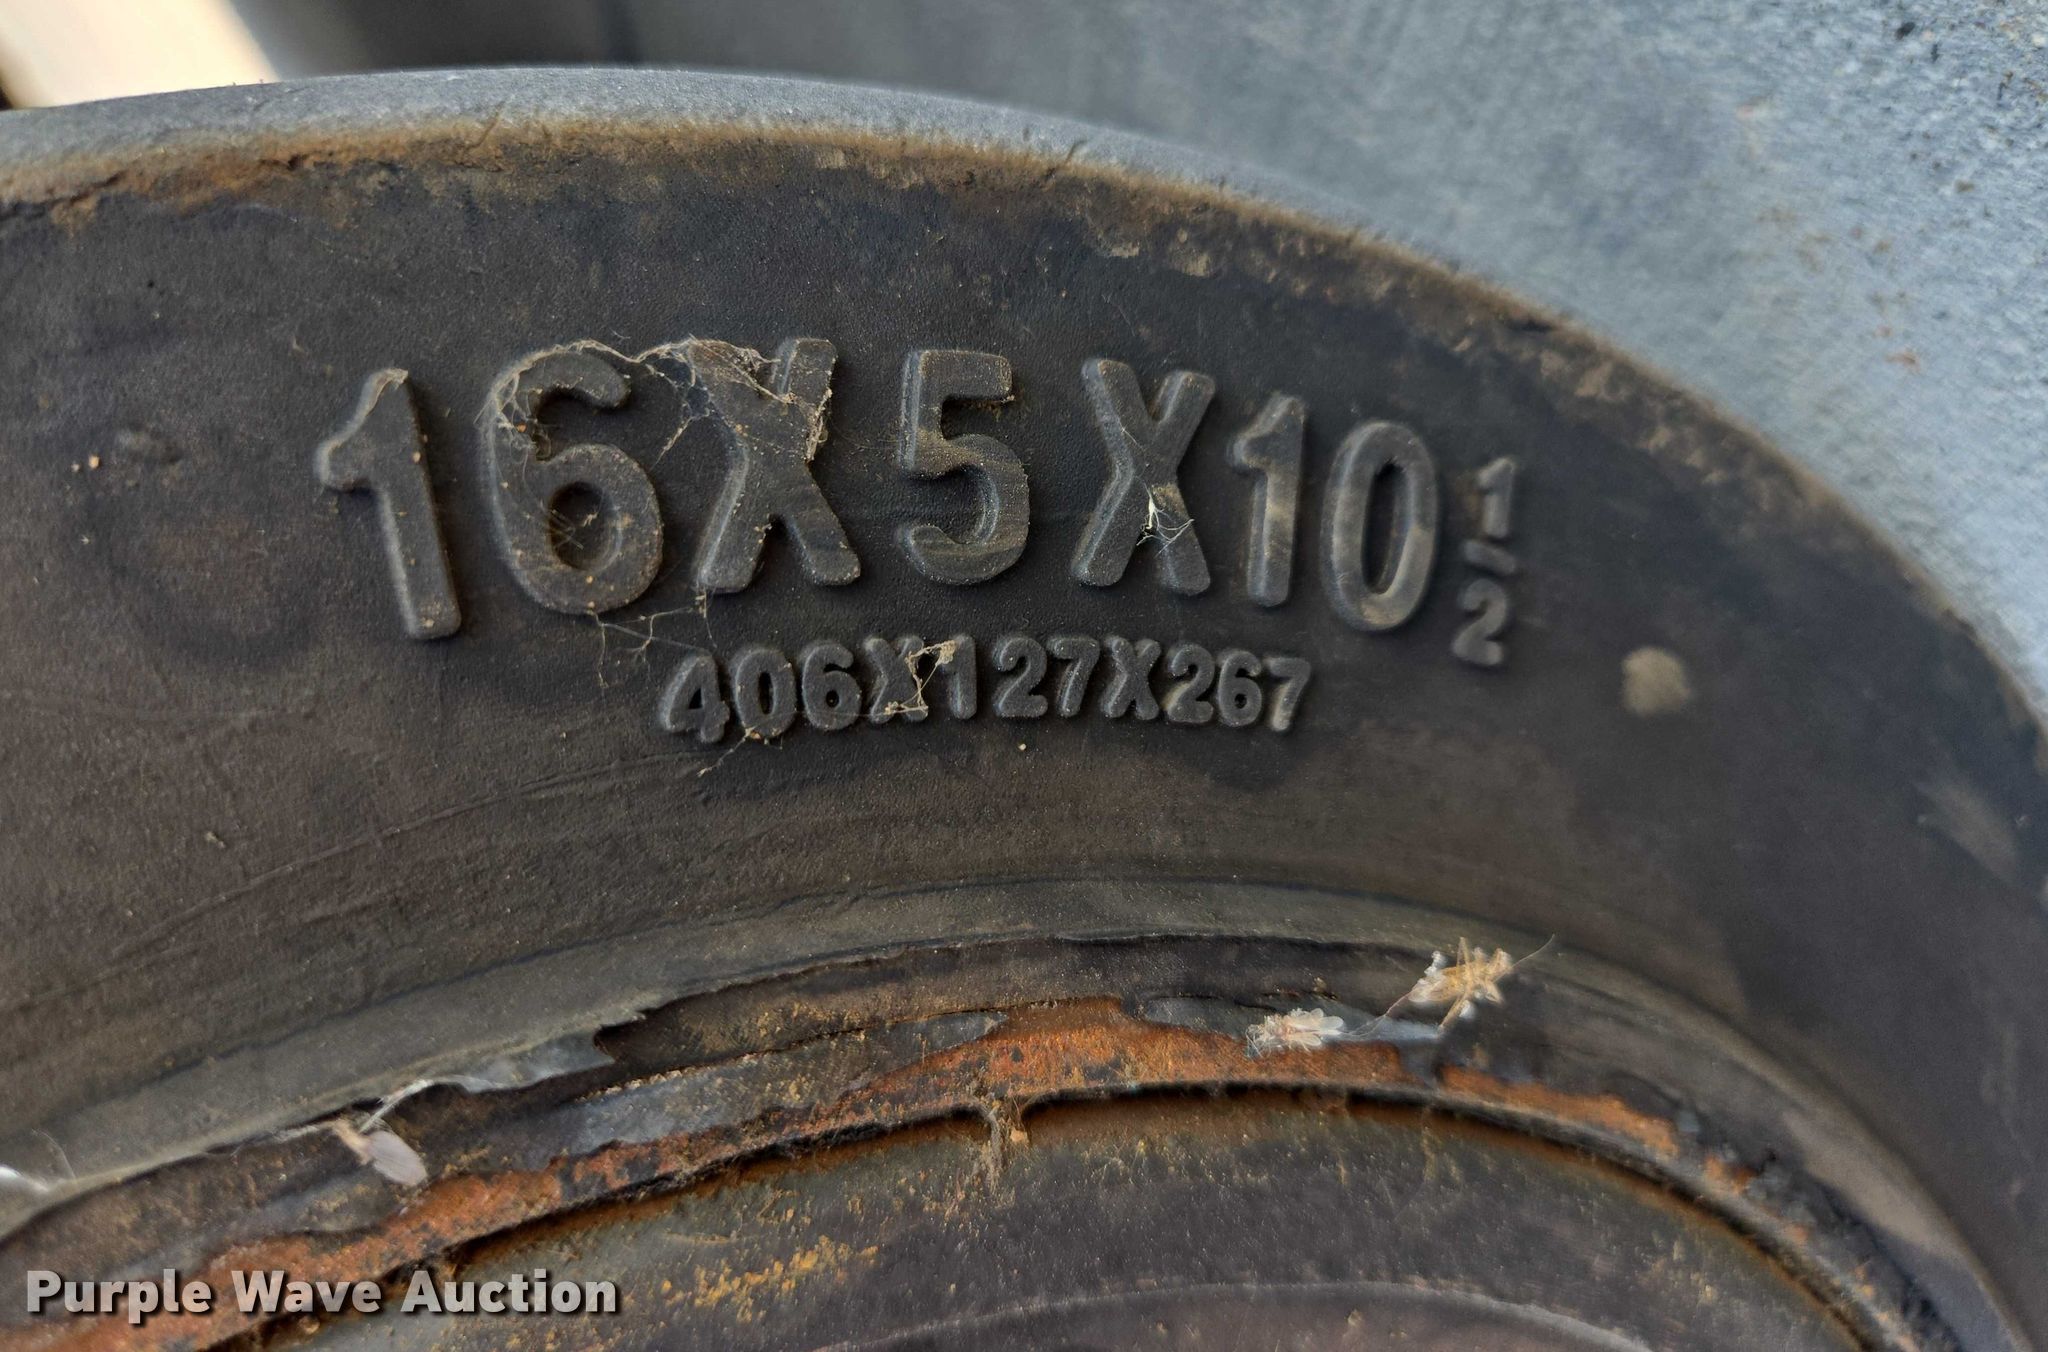 16X5X10 1/2
406X127X267
Purple Wave Auction